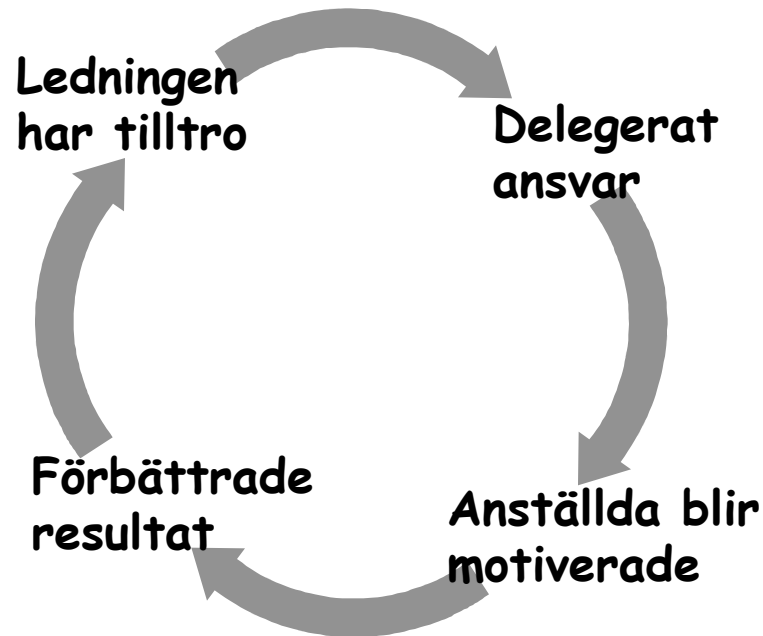 Ledningen
har tilltro
Delegerat
ansvar
Anställda blir
motiverade
Förbättrade
resultat